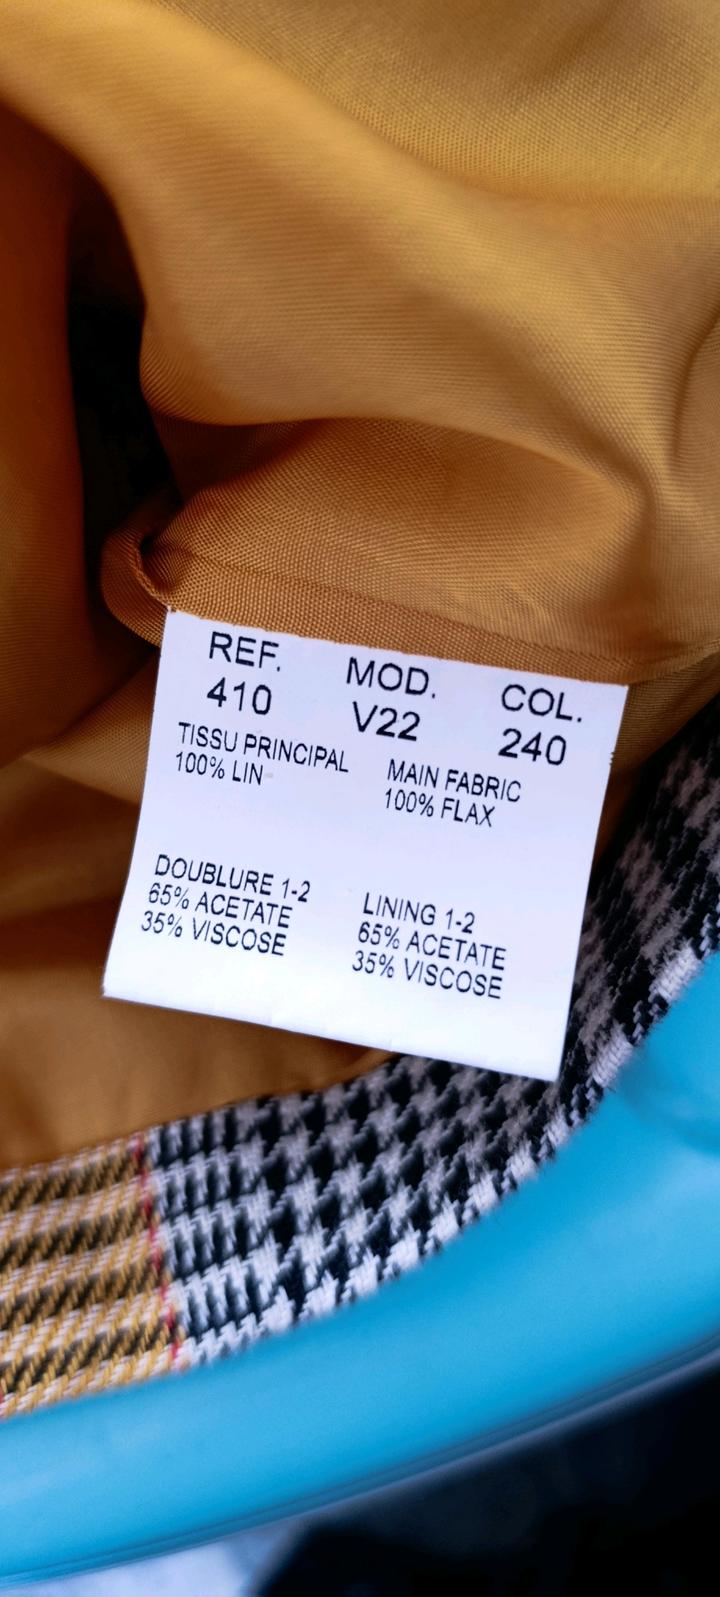 REF. MOD. COL.
410 V22 240
TISSU PRINCIPAL MAIN FABRIC
100% LIN 100% FLAX
DOUBLURE 1-2 LINING 1-2
65% ACETATE 65% ACETATE
35% VISCOSE 35% VISCOSE